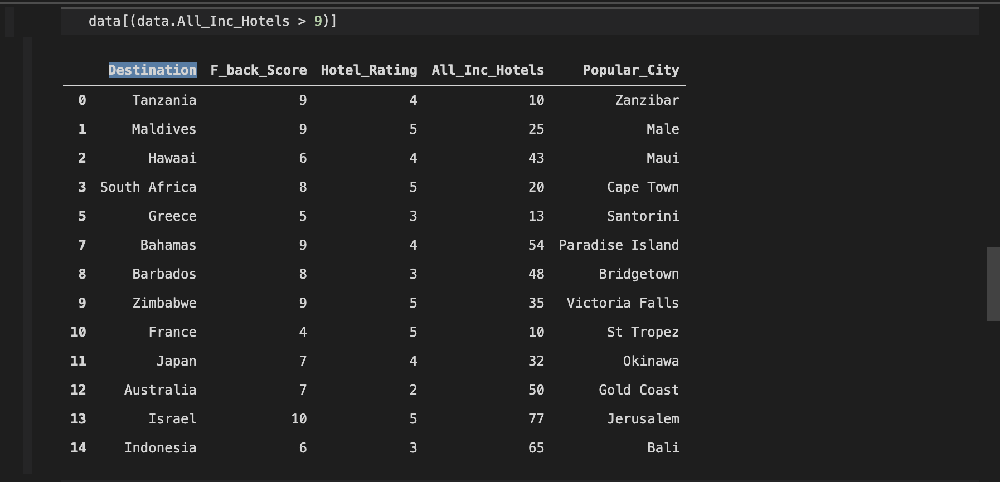 data[(data.All_Inc_Hotels > 9)]
Destination F_back_Score Hotel_Rating All_Inc_Hotels Popular_City
0 Tanzania 9 4 10 Zanzibar
1 Maldives 9 5 25 Male
2 Hawaai 6 4 43 Maui
3 South Africa 8 5 20 Cape Town
5 Greece 5 3 13 Santorini
7 Bahamas 9 4 54 Paradise Island
8 Barbados 8 3 48 Bridgetown
9 Zimbabwe 9 5 35 Victoria Falls
10 France 4 5 10 St Tropez
11 Japan 7 4 32 Okinawa
12 Australia 7 2 50 Gold Coast
13 Israel 10 5 77 Jerusalem
14 Indonesia 6 3 65 Bali